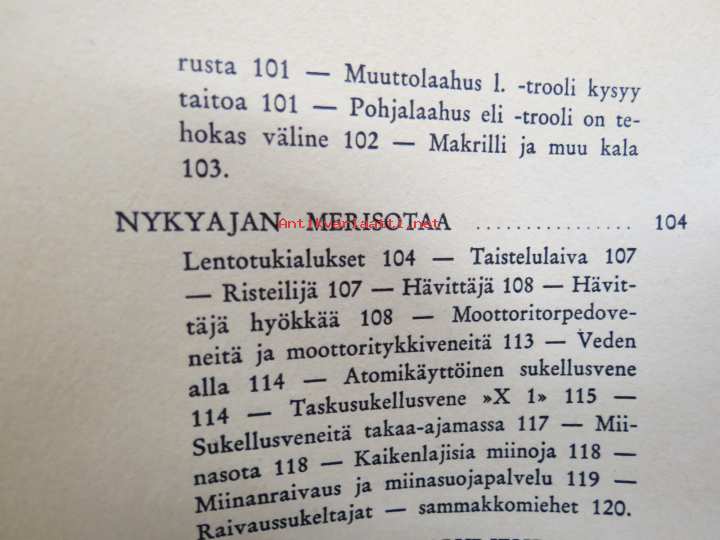 rusta 101 — Muuttolaahus l. -trooli kysyy
taitoa 101 — Pohjalaahus eli -trooli on te-
hokas väline 102 — Makrilli ja muu kala
103.
Antikvariaatti.net
NYKYAJAN MERISOTAA ................ 104
Lentotukialukset 104 — Taistelulaiva 107
— Risteilijä 107 — Hävittäjä 108 — Hävit-
täjä hyökkää 108 — Moottoritorpedove-
neitä ja moottoritykkiveneitä 113 — Veden
alla 114 — Atomikäyttöinen sukellusvene
114 — Taskusukellusvene »X 1» 115 —
Sukellusveneitä takaa-ajamassa 117 — Mii-
nasota 118 — Kaikenlajisia miinoja 118 —
Miinanraivaus ja miinasuojapalvelu 119 —
Raivaussukeltajat — sammakkomiehet 120.